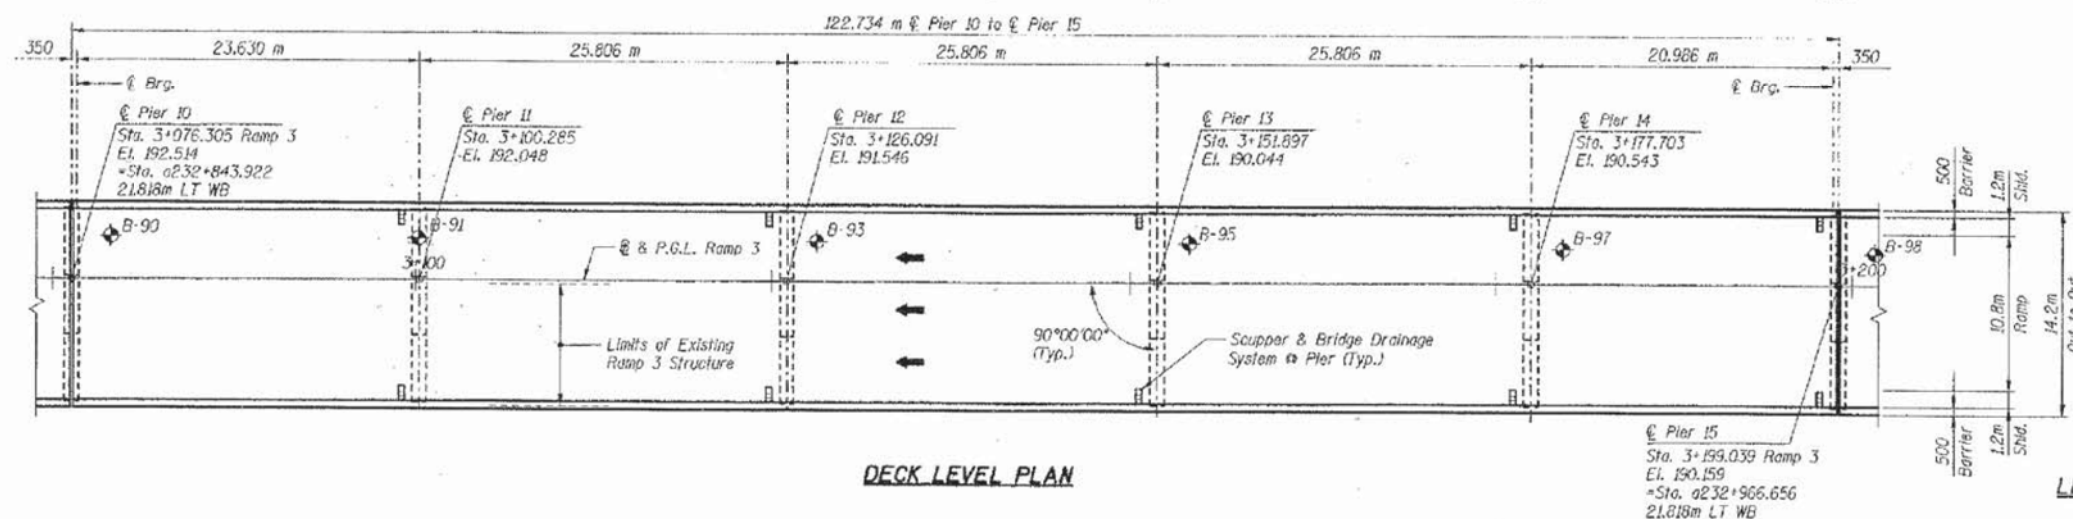 122.734 m ℄ Pier 10 to ℄ Pier 15
350
23.630 m
25.806 m
25.806 m
25.806 m
20.986 m
350
℄ Brg.
℄ Brg.
℄ Pier 10
Sta. 3+076.305 Ramp 3
El. 192.514
=Sta. a232+843.922
21.818m LT WB
℄ Pier 11
Sta. 3+100.285
El. 192.048
℄ Pier 12
Sta. 3+126.091
El. 191.546
℄ Pier 13
Sta. 3+151.897
El. 190.044
℄ Pier 14
Sta. 3+177.703
El. 190.543
500
Barrier
1.2m
Shld.
B-90
B-91
B-93
B-95
B-97
B-98
3+100
3+200
& P.G.L. Ramp 3
Limits of Existing
Ramp 3 Structure
90°00'00"
(Typ.)
Scupper & Bridge Drainage
System @ Pier (Typ.)
10.8m
Ramp
14.2m
Out to Out
500
Barrier
1.2m
Shld.
℄ Pier 15
Sta. 3+199.039 Ramp 3
El. 190.159
=Sta. a232+966.656
21.818m LT WB
DECK LEVEL PLAN